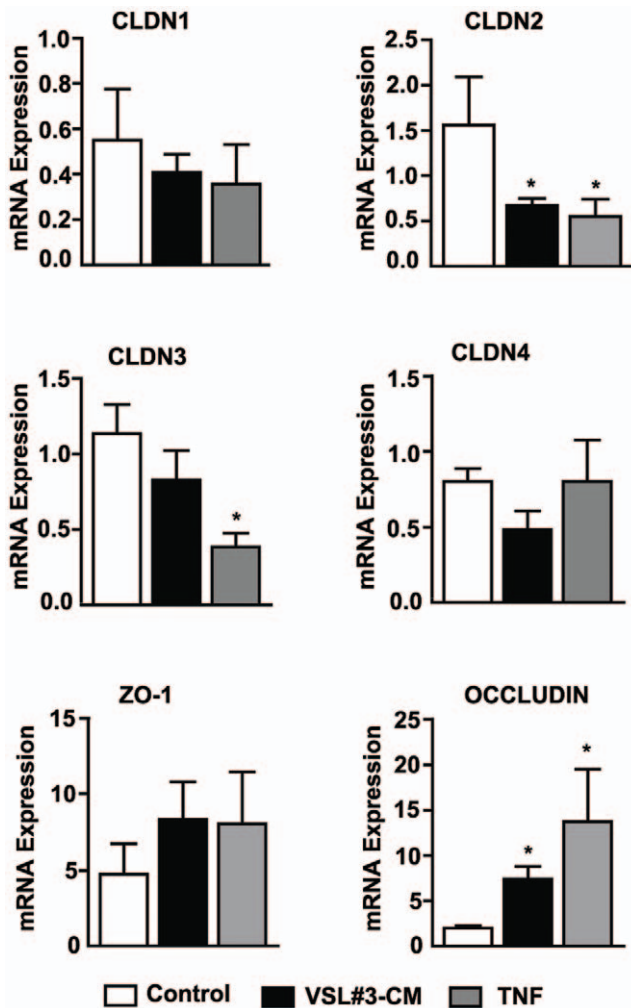 CLDN1
mRNA Expression
1.0
0.8
0.6
0.4
0.2
0.0
CLDN2
mRNA Expression
2.5
2.0
1.5
1.0
0.5
0.0
* *
CLDN3
mRNA Expression
1.5
1.0
0.5
0.0
*
CLDN4
mRNA Expression
1.5
1.0
0.5
0.0
ZO-1
mRNA Expression
15
10
5
0
OCCLUDIN
mRNA Expression
25
20
15
10
5
0
*
*
Control VSL#3-CM TNF